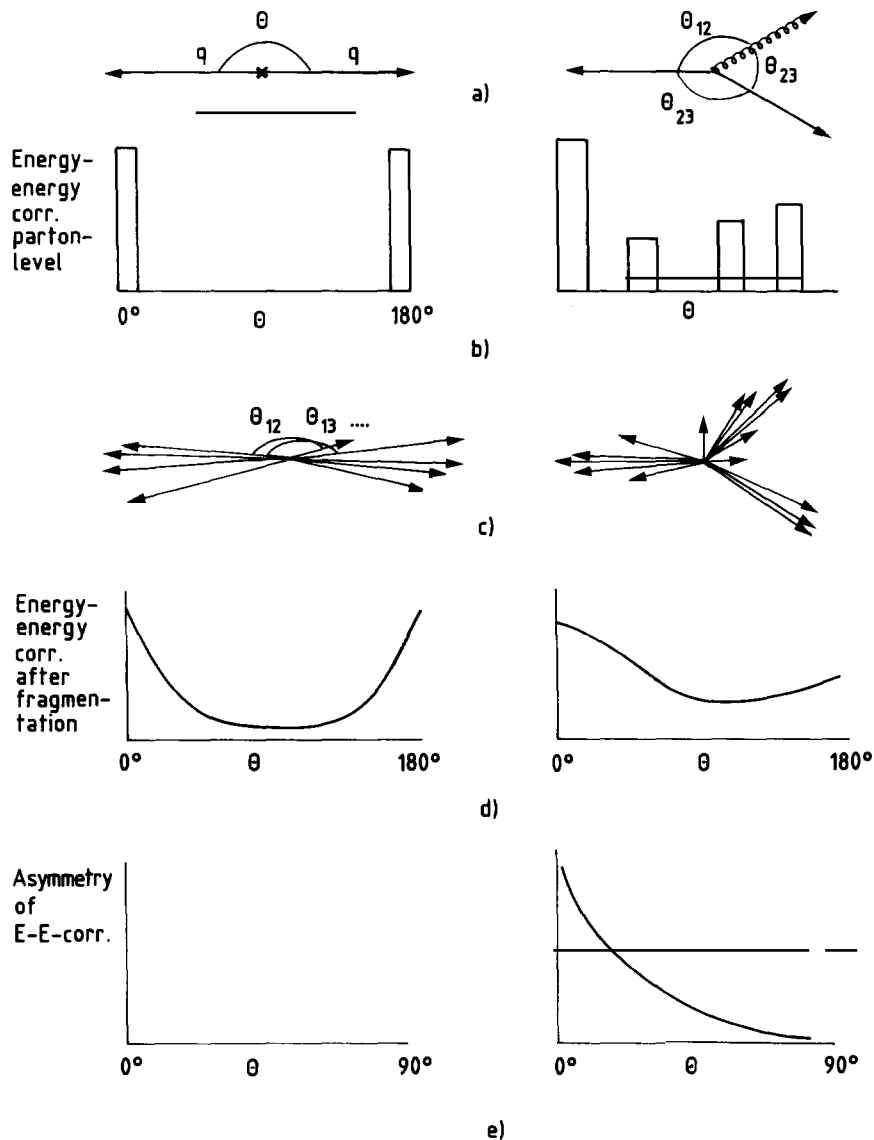 θ
q q
θ12
θ23
θ23
a)
Energy-
energy
corr.
parton-
level
0° θ 180°
θ
b)
θ12 θ13 ....
c)
Energy-
energy
corr.
after
fragmen-
tation
0° θ 180°
0° θ 180°
d)
Asymmetry
of
E-E-corr.
0° θ 90°
0° θ 90°
e)